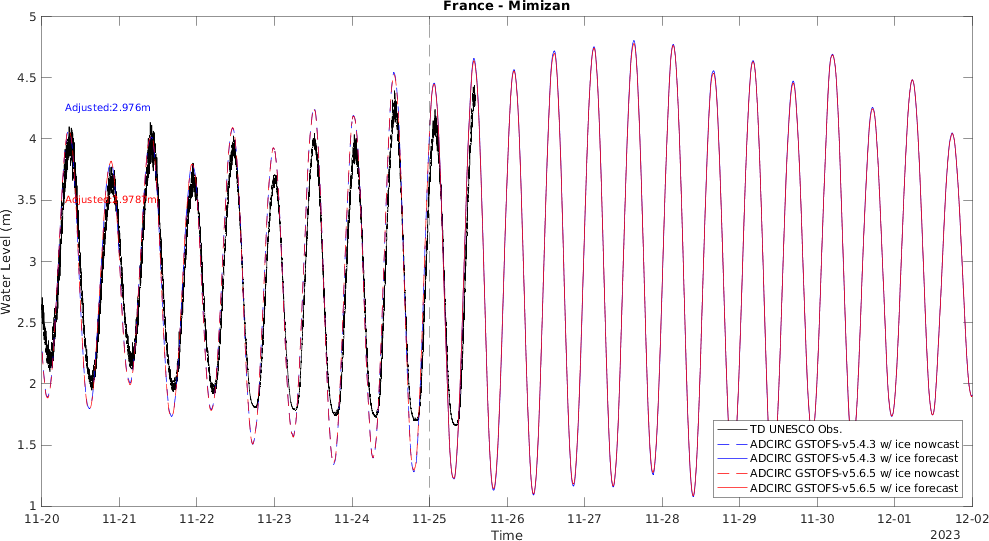 France - Mimizan
5
4.5
4
3.5
3
2.5
2
1.5
1
Water Level (m)
Adjusted:2.976m
TD UNESCO Obs.
ADCIRC GSTOFS-v5.4.3 w/ ice nowcast
ADCIRC GSTOFS-v5.4.3 w/ ice forecast
ADCIRC GSTOFS-v5.6.5 w/ ice nowcast
ADCIRC GSTOFS-v5.6.5 w/ ice forecast
11-20
11-21
11-22
11-23
11-24
11-25
11-26
11-27
11-28
11-29
11-30
12-01
12-02
Time
2023